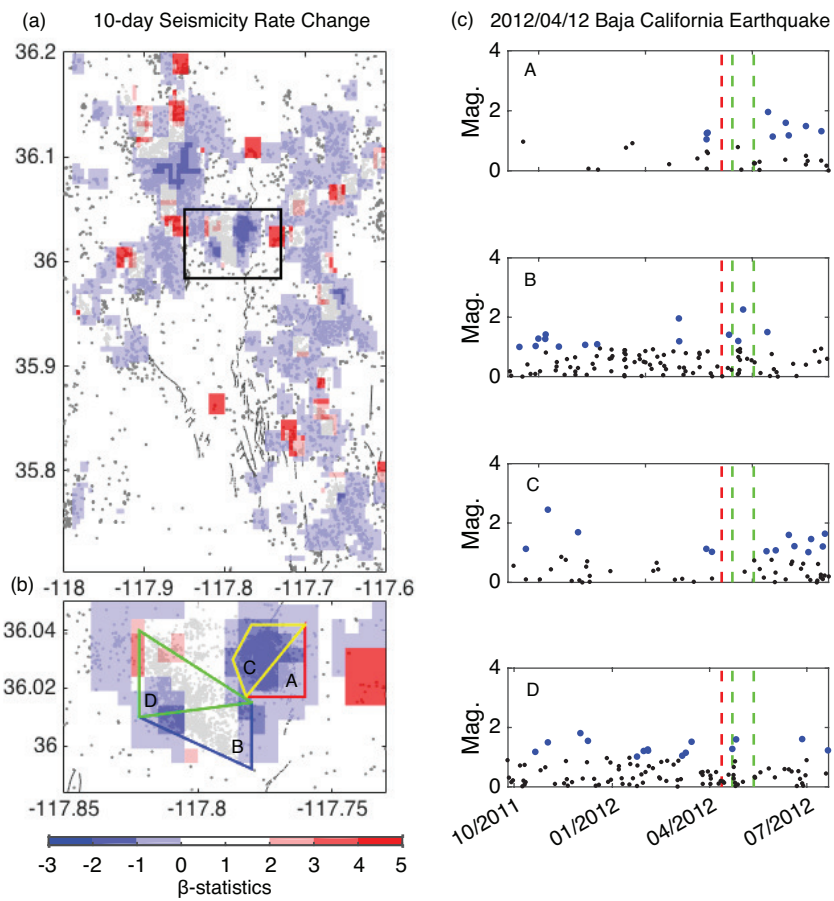 (a) 10-day Seismicity Rate Change
36.2
36.1
36
35.9
35.8
-118 -117.9 -117.8 -117.7 -117.6
(b)
36.04
36.02
36
D
C
A
B
-117.85 -117.8 -117.75
-3 -2 -1 0 1 2 3 4 5
β-statistics
(c) 2012/04/12 Baja California Earthquake
4
2
0
Mag.
A
4
2
0
Mag.
B
4
2
0
Mag.
C
4
2
0
Mag.
D
10/2011 01/2012 04/2012 07/2012